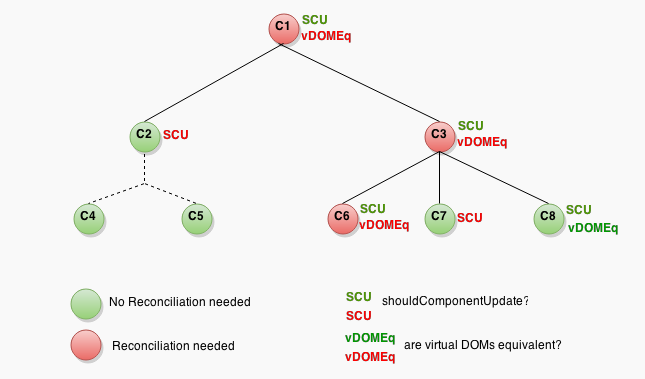 C1 SCU
vDOMEq
C2 SCU
C3 SCU
vDOMEq
C4
C5
C6 SCU
vDOMEq
C7 SCU
C8 SCU
vDOMEq
No Reconciliation needed
Reconciliation needed
SCU shouldComponentUpdate?
SCU
vDOMEq are virtual DOMs equivalent?
vDOMEq